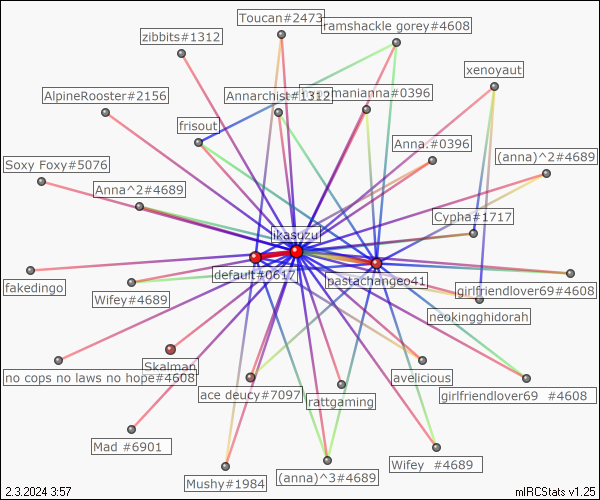 Toucan#2473
ramshackle gorey#4608
zibbits#1312
xenoyaut
AlpineRooster#2156
Annarchist#1312
manianna#0396
frisout
Anna.#0396
(anna)^2#4689
Soxy Foxy#5076
Anna^2#4689
Cypha#1717
ikasuzu
default#0617
pastachangeo41
fakedingo
Wifey#4689
girlfriendlover69#4608
neokingghidorah
Skalman
no cops no laws no hope#4608
ace deucy#7097
rattgaming
avelicious
girlfriendlover69 #4608
Mad #6901
Mushy#1984
(anna)^3#4689
Wifey #4689
2.3.2024 3:57
mIRCStats v1.25